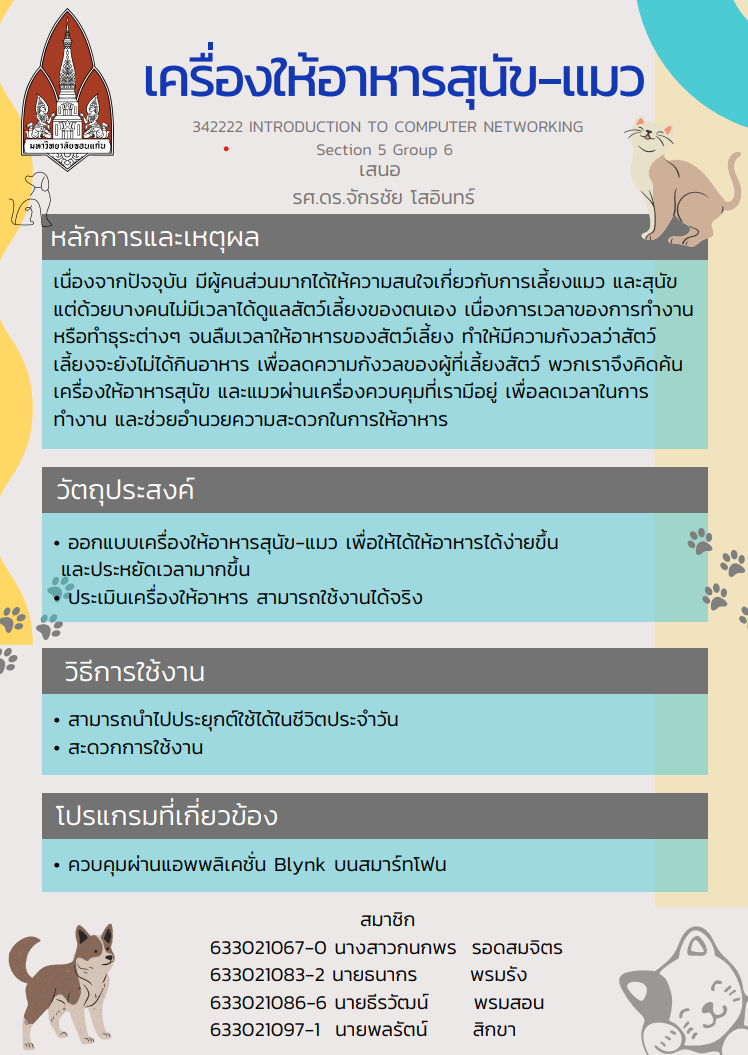 มหาวิทยาลัยขอนแก่น
เครื่องให้อาหารสุนัข-แมว
342222 INTRODUCTION TO COMPUTER NETWORKING
Section 5 Group 6
เสนอ
รศ.ดร.จักรชัย โสอินทร์
หลักการและเหตุผล
เนื่องจากปัจจุบัน มีผู้คนส่วนมากได้ให้ความสนใจเกี่ยวกับการเลี้ยงแมว และสุนัข
แต่ด้วยบางคนไม่มีเวลาได้ดูแลสัตว์เลี้ยงของตนเอง เนื่องการเวลาของการทำงาน
หรือทำธุระต่างๆ จนลืมเวลาให้อาหารของสัตว์เลี้ยง ทำให้มีความกังวลว่าสัตว์
เลี้ยงจะยังไม่ได้กินอาหาร เพื่อลดความกังวลของผู้ที่เลี้ยงสัตว์ พวกเราจึงคิดค้น
เครื่องให้อาหารสุนัข และแมวผ่านเครื่องควบคุมที่เรามีอยู่ เพื่อลดเวลาในการ
ทำงาน และช่วยอำนวยความสะดวกในการให้อาหาร
วัตถุประสงค์
• ออกแบบเครื่องให้อาหารสุนัข-แมว เพื่อให้ได้ให้อาหารได้ง่ายขึ้น
และประหยัดเวลามากขึ้น
• ประเมินเครื่องให้อาหาร สามารถใช้งานได้จริง
วิธีการใช้งาน
• สามารถนำไปประยุกต์ใช้ได้ในชีวิตประจำวัน
• สะดวกการใช้งาน
โปรแกรมที่เกี่ยวข้อง
• ควบคุมผ่านแอพพลิเคชั่น Blynk บนสมาร์ทโฟน
สมาชิก
633021067-0 นางสาวกนกพร รอดสมจิตร
633021083-2 นายธนากร พรมรัง
633021086-6 นายธีรวัฒน์ พรมสอน
633021097-1 นายพลรัตน์ สิกขา